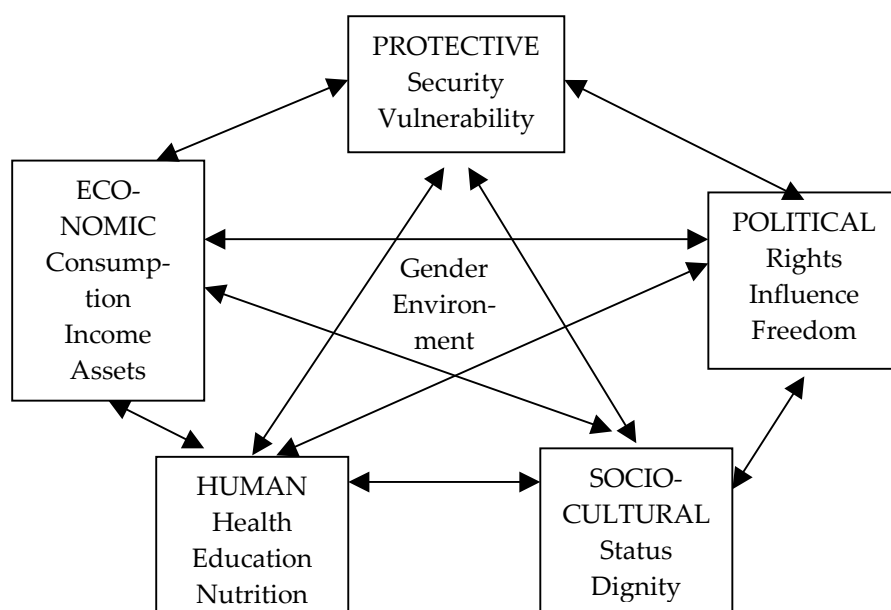 PROTECTIVE
Security
Vulnerability
ECO-
NOMIC
Consump-
tion
Income
Assets
POLITICAL
Rights
Influence
Freedom
Gender
Environ-
ment
HUMAN
Health
Education
Nutrition
SOCIO-
CULTURAL
Status
Dignity